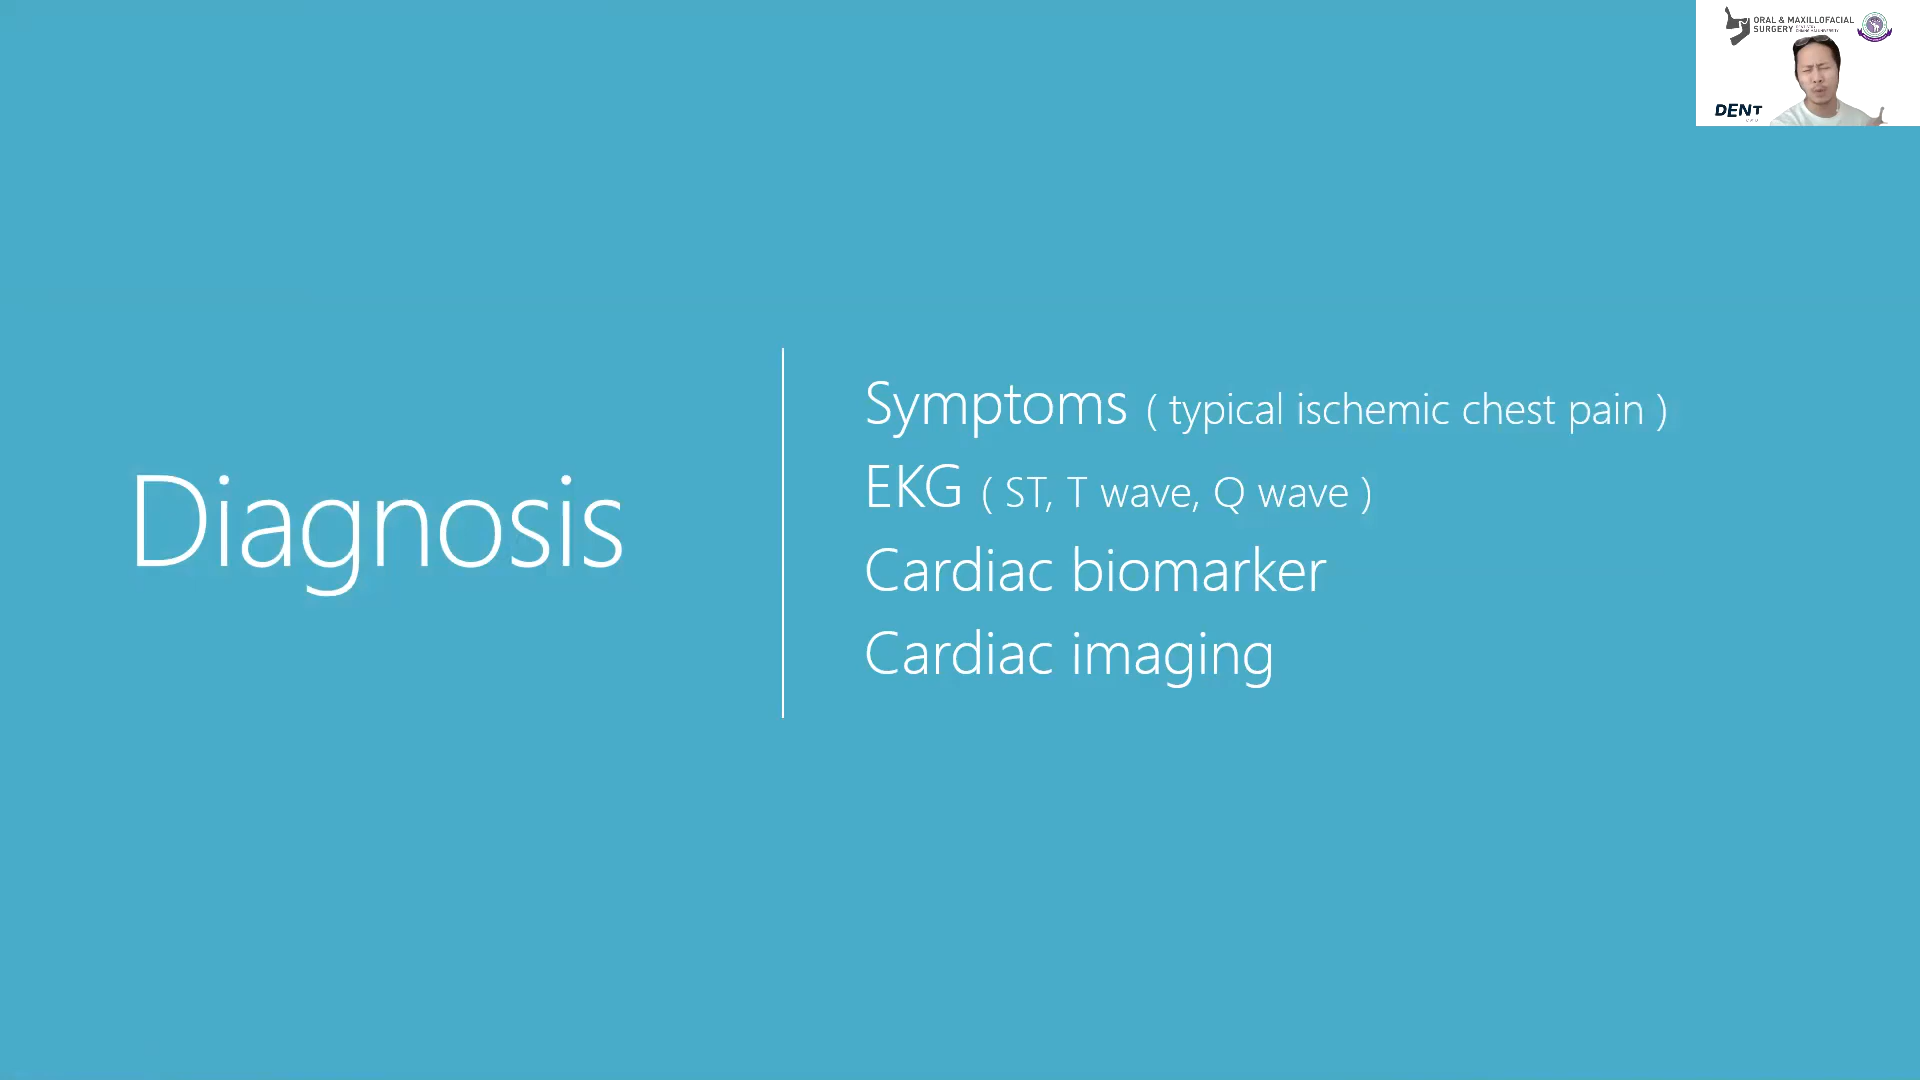 ORAL & MAXILLOFACIAL
SURGERY
DENT
Diagnosis
Symptoms ( typical ischemic chest pain )
EKG ( ST, T wave, Q wave )
Cardiac biomarker
Cardiac imaging